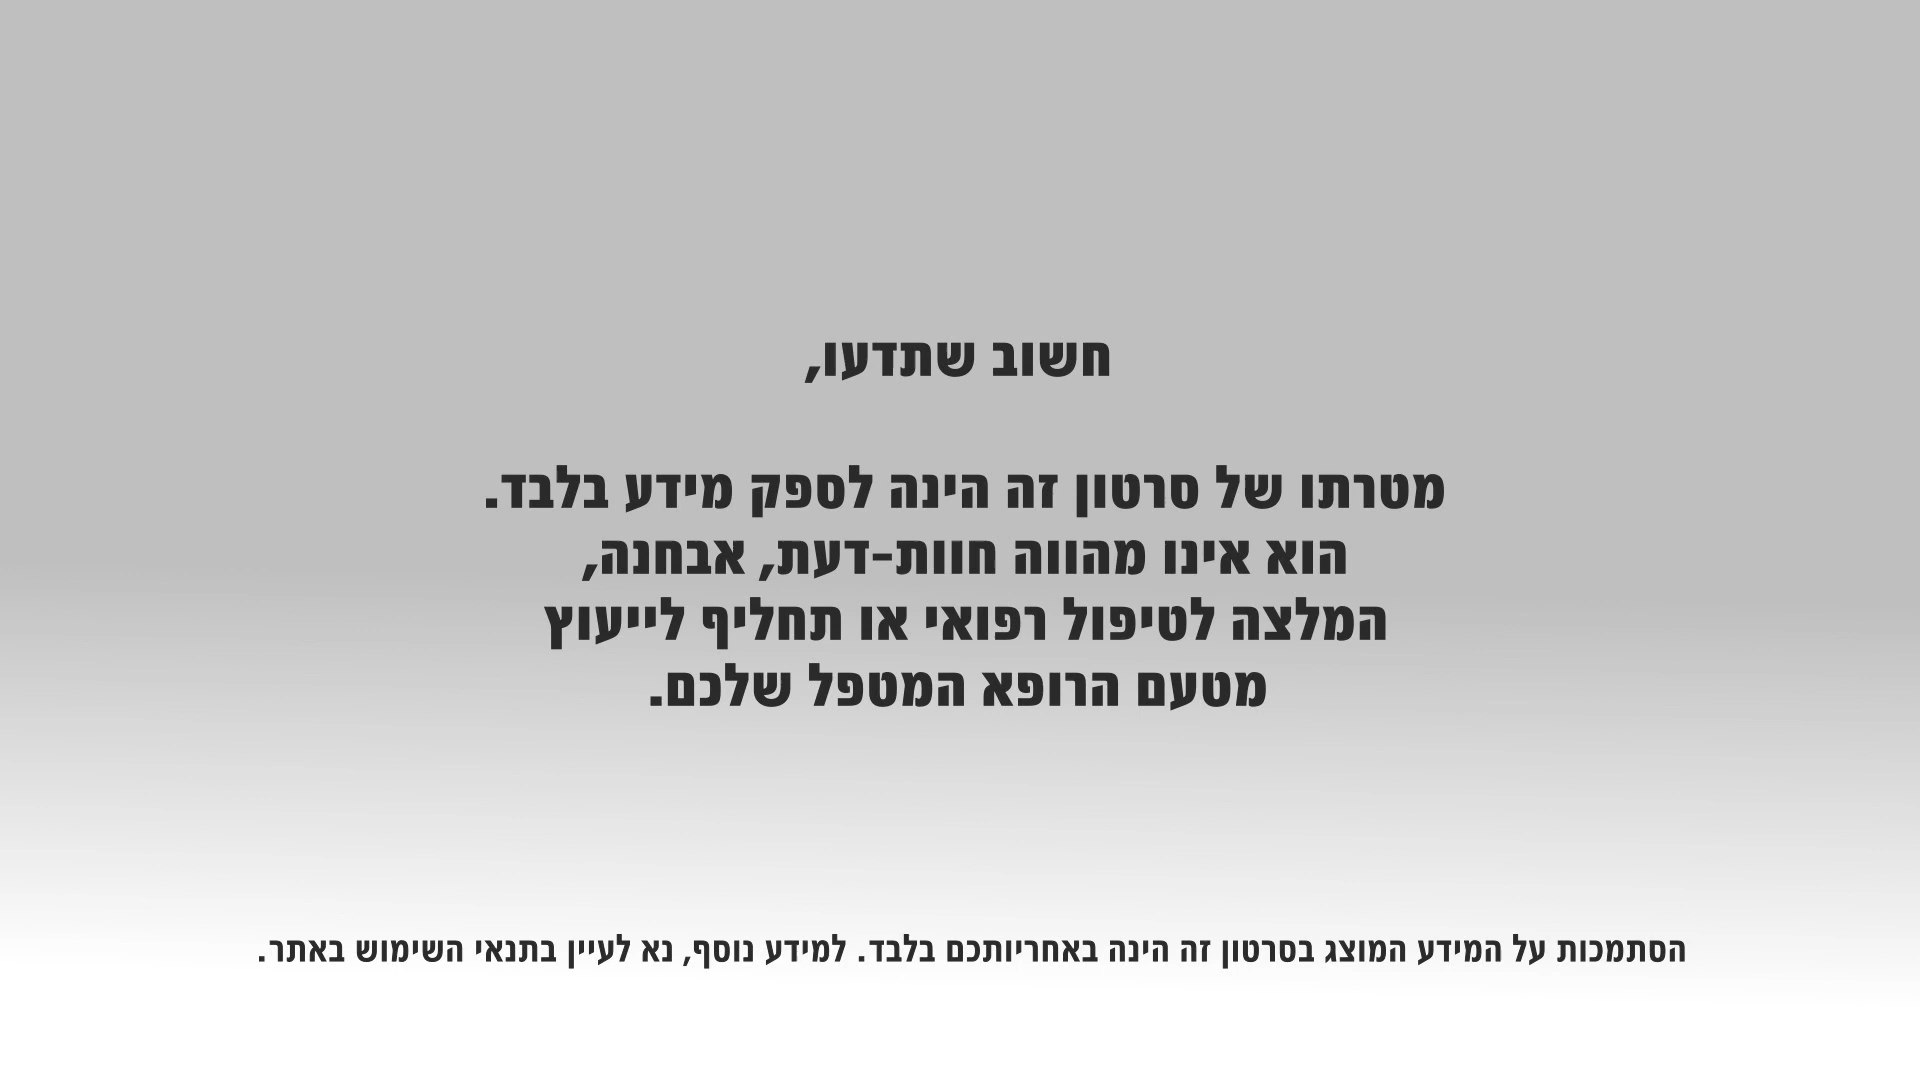 חשוב שתדעו,
מטרתו של סרטון זה הינה לספק מידע בלבד.
הוא אינו מהווה חוות-דעת, אבחנה,
המלצה לטיפול רפואי או תחליף לייעוץ
מטעם הרופא המטפל שלכם.
הסתמכות על המידע המוצג בסרטון זה הינה באחריותכם בלבד. למידע נוסף, נא לעיין בתנאי השימוש באתר.